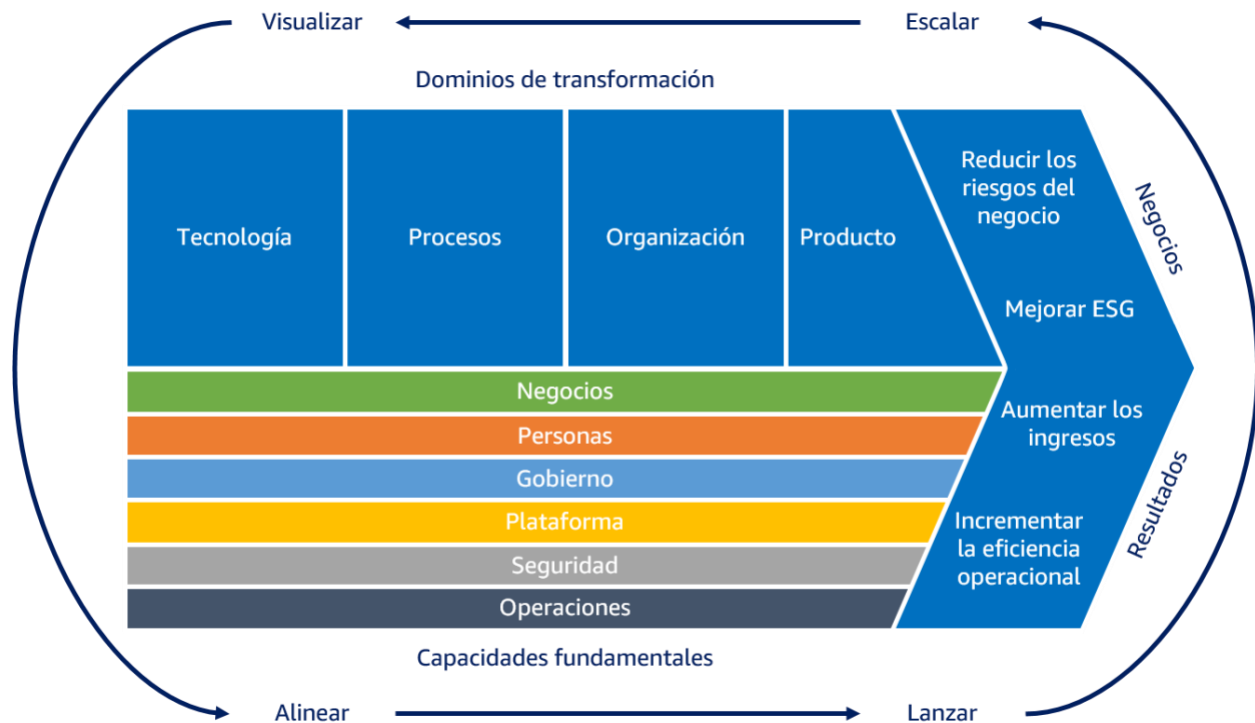 Visualizar
Escalar
Dominios de transformación
Tecnología
Procesos
Organización
Producto
Reducir los
riesgos del
negocio
Mejorar ESG
Aumentar los
ingresos
Incrementar
la eficiencia
operacional
Negocios
Resultados
Negocios
Personas
Gobierno
Plataforma
Seguridad
Operaciones
Capacidades fundamentales
Alinear
Lanzar